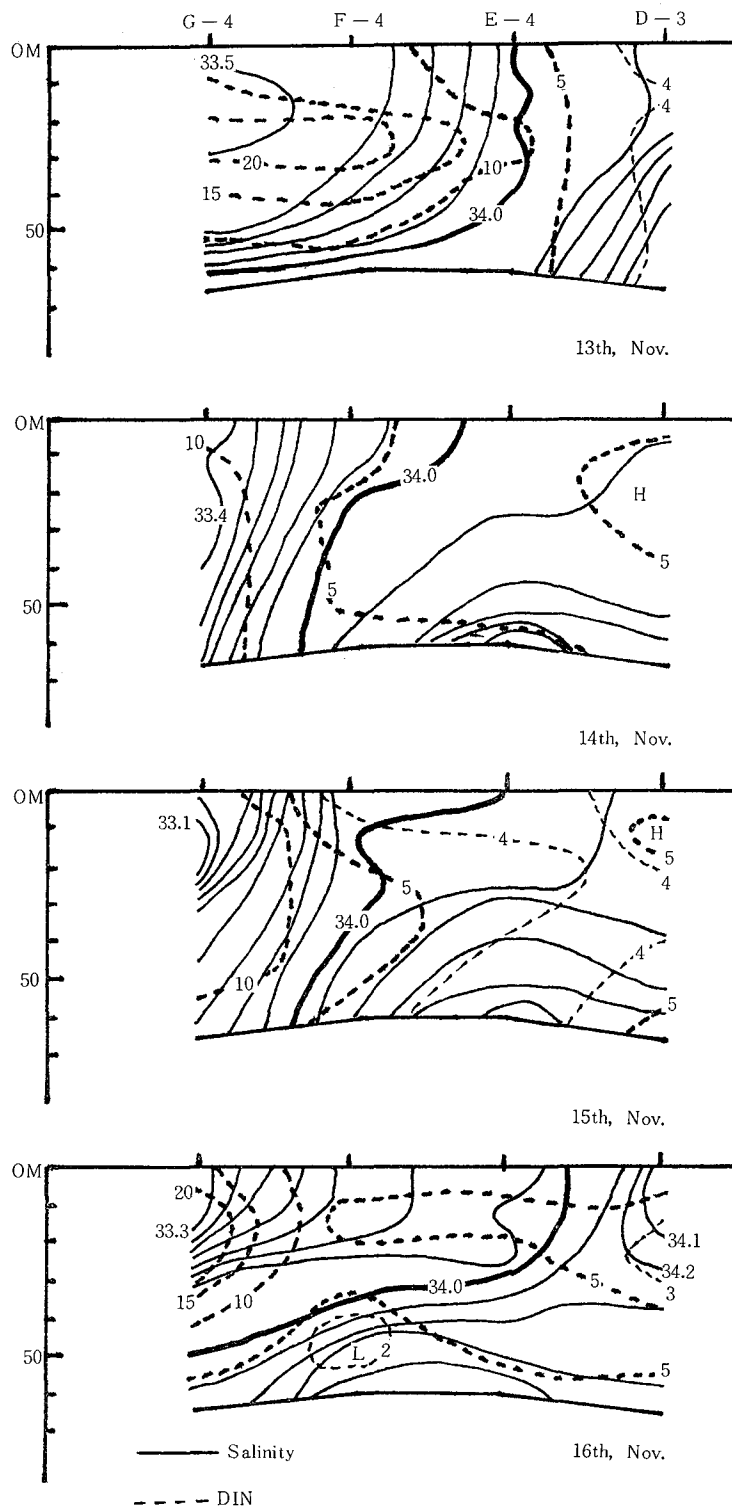 G－4 F－4 E－4 D－3
OM
33.5
5
4
4
20
10
15
34.0
50
13th, Nov.
OM
10
34.0
33.4
H
5
5
50
L
14th, Nov.
OM
33.1
4
H
5
4
5
34.0
4
10
50
5
15th, Nov.
OM
20
33.3
34.1
34.2
15
10
34.0
5
3
50
L 2
5
Salinity
16th, Nov.
DIN